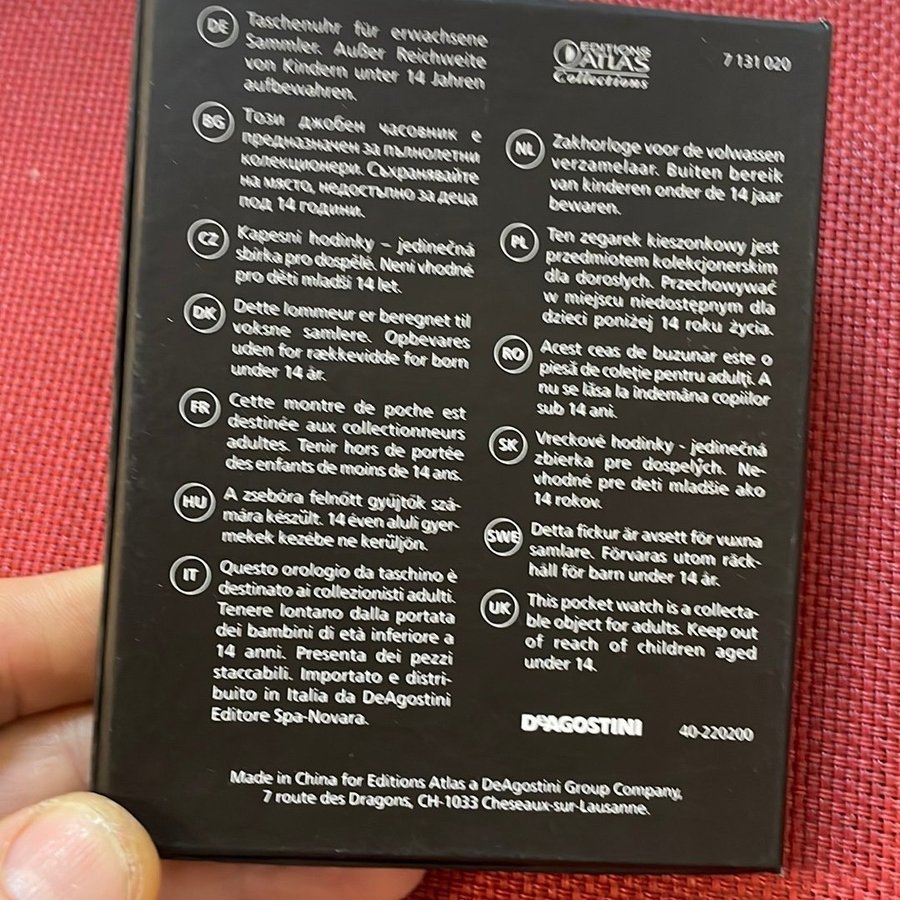 DE
Taschenuhr für erwachsene
Sammler. Außer Reichweite
von Kindern unter 14 Jahren
aufbewahren.
BG
Този джобен часовник е
предназначен за пълнолетни
колекционери. Съхранявайте
на място, недостъпно за деца
под 14 години.
CZ
Kapesní hodinky – jedinečná
sbírka pro dospělé. Není vhodné
pro děti mladší 14 let.
DK
Dette lommeur er beregnet til
voksne samlere. Opbevares
uden for rækkevidde for børn
under 14 år.
FR
Cette montre de poche est
destinée aux collectionneurs
adultes. Tenir hors de portée
des enfants de moins de 14 ans.
HU
A zsebóra felnőtt gyűjtők szá-
mára készült. 14 éven aluli gyer-
mekek kezébe ne kerüljön.
IT
Questo orologio da taschino è
destinato ai collezionisti adulti.
Tenere lontano dalla portata
dei bambini di età inferiore a
14 anni. Presenta dei pezzi
staccabili. Importato e distri-
buito in Italia da DeAgostini
Editore Spa-Novara.
EDITIONS
ATLAS
Collections
7 131 020
NL
Zakhorloge voor de volwassen
verzamelaar. Buiten bereik
van kinderen onder de 14 jaar
bewaren.
PL
Ten zegarek kieszonkowy jest
przedmiotem kolekcjonerskim
dla dorosłych. Przechowywać
w miejscu niedostępnym dla
dzieci poniżej 14 roku życia.
RO
Acest ceas de buzunar este o
piesă de coleție pentru adulți. A
nu se lăsa la indemâna copiilor
sub 14 ani.
SK
Vreckové hodinky - jedinečná
zbierka pre dospelých. Ne-
vhodné pre deti mladšie ako
14 rokov.
SWE
Detta fickur är avsett för vuxna
samlare. Förvaras utom räck-
håll för barn under 14 år.
UK
This pocket watch is a collecta-
ble object for adults. Keep out
of reach of children aged
under 14.
DeAGOSTINI
40-220200
Made in China for Editions Atlas a DeAgostini Group Company,
7 route des Dragons, CH-1033 Cheseaux-sur-Lausanne.